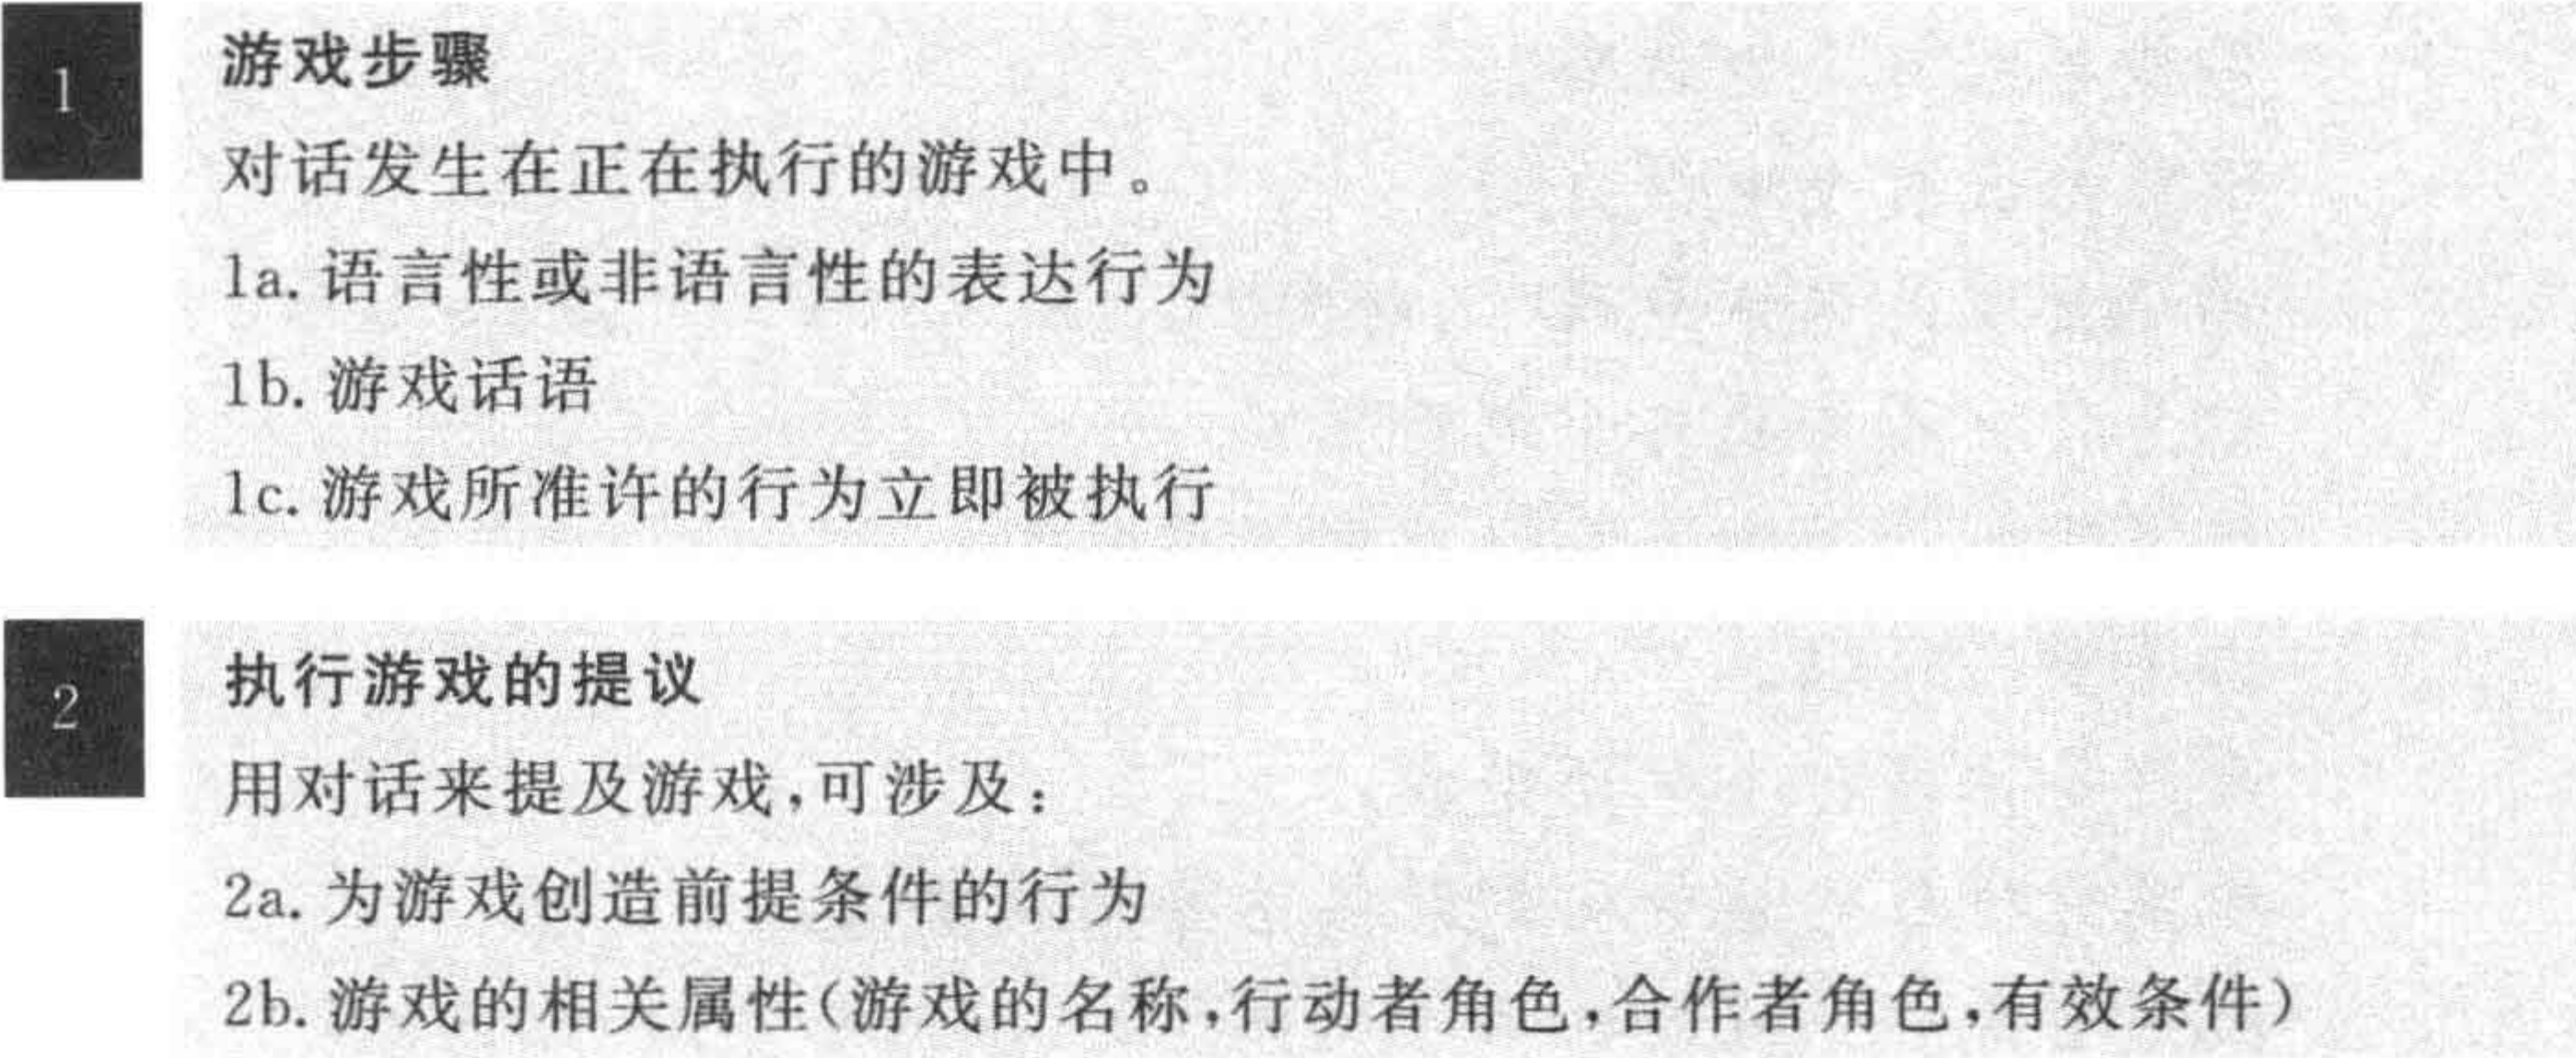 1
游戏步骤
对话发生在正在执行的游戏中。
1a. 语言性或非语言性的表达行为
1b. 游戏话语
1c. 游戏所准许的行为立即被执行
2
执行游戏的提议
用对话来提及游戏,可涉及:
2a. 为游戏创造前提条件的行为
2b. 游戏的相关属性(游戏的名称,行动者角色,合作者角色,有效条件)